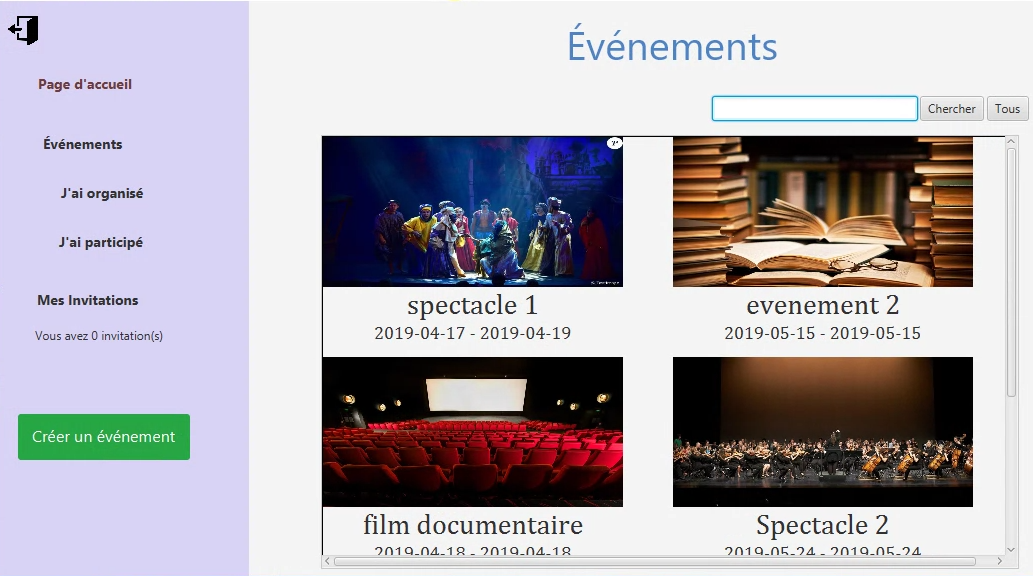 Page d'accueil
Événements
J'ai organisé
J'ai participé
Mes Invitations
Vous avez 0 invitation(s)
Créer un événement
Événements
Chercher
Tous
spectacle 1
2019-04-17 - 2019-04-19
evenement 2
2019-05-15 - 2019-05-15
film documentaire
2019-04-18 - 2019-04-18
Spectacle 2
2019-05-24 - 2019-05-24